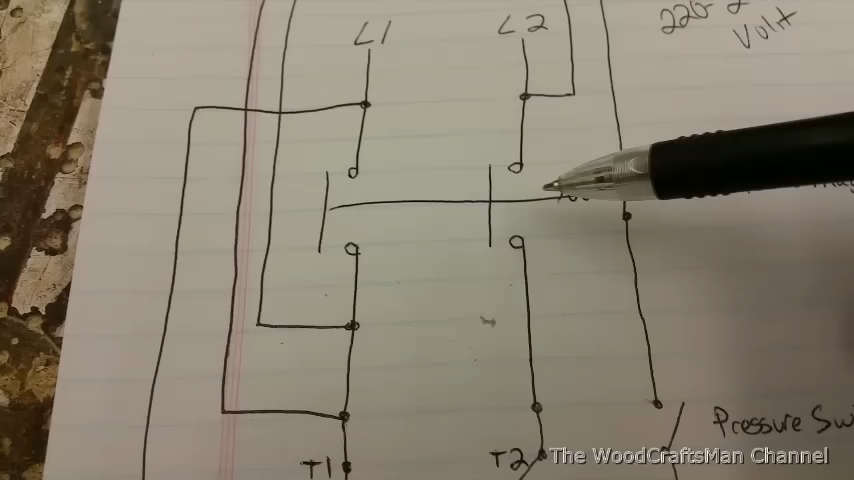 L1
L2
Volt
Pressure Sw
T1
T2
The WoodCraftsMan Channel